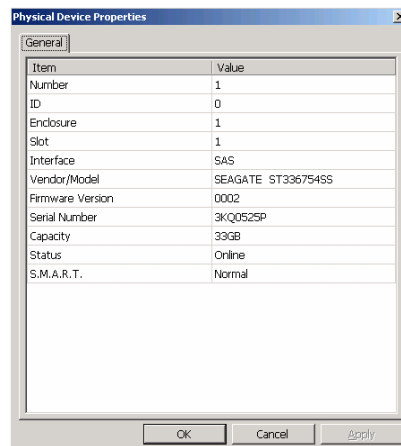 Physical Device Properties
General
Item Value
Number 1
ID 0
Enclosure 1
Slot 1
Interface SAS
Vendor/Model SEAGATE ST336754SS
Firmware Version 0002
Serial Number 3KQ0525P
Capacity 33GB
Status Online
S.M.A.R.T. Normal
OK Cancel Apply